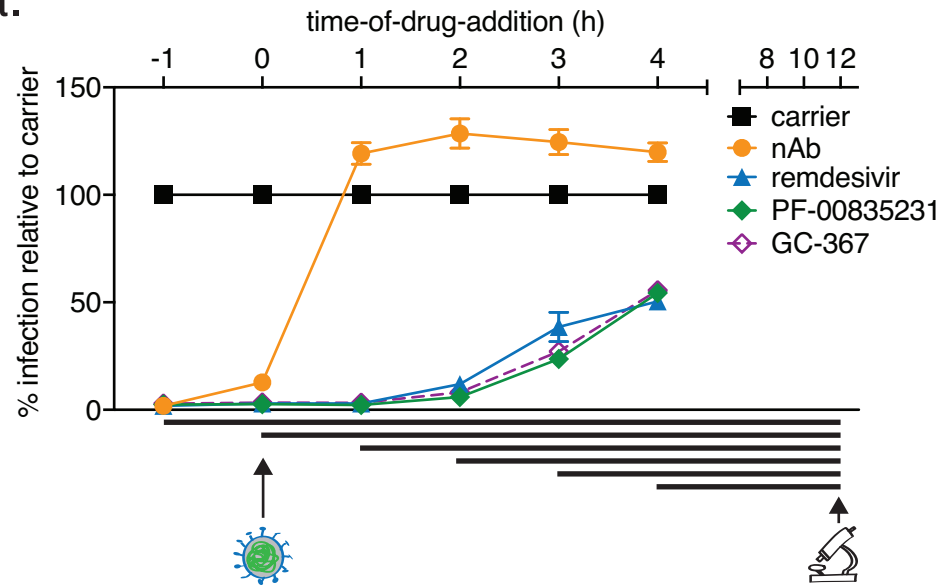 time-of-drug-addition (h)
-1 0 1 2 3 4 8 10 12
% infection relative to carrier
150
100
50
0
carrier
nAb
remdesivir
PF-00835231
GC-367